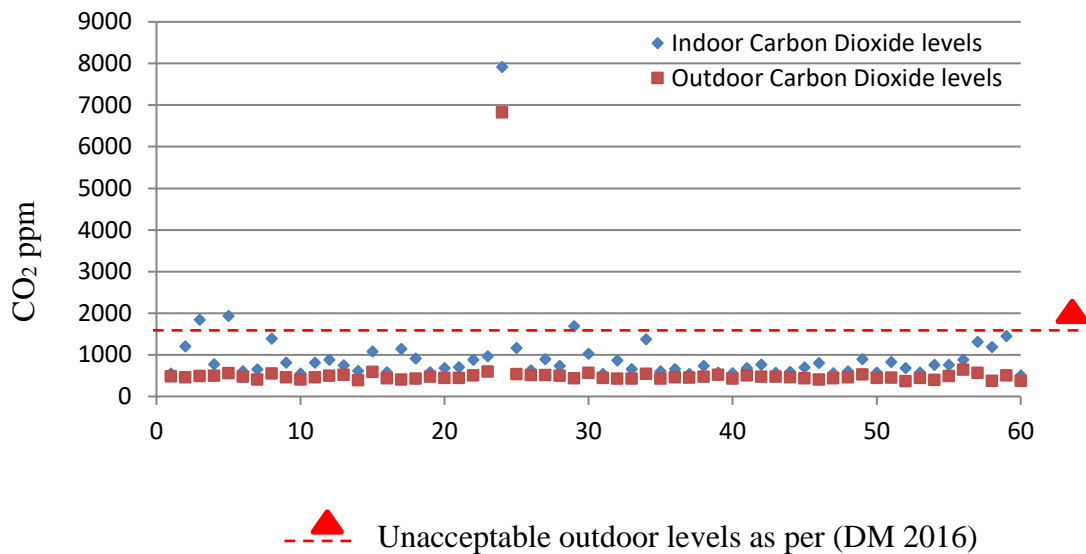 9000
8000
7000
6000
5000
4000
3000
2000
1000
0
CO₂ ppm
Indoor Carbon Dioxide levels
Outdoor Carbon Dioxide levels
0 10 20 30 40 50 60
Unacceptable outdoor levels as per (DM 2016)